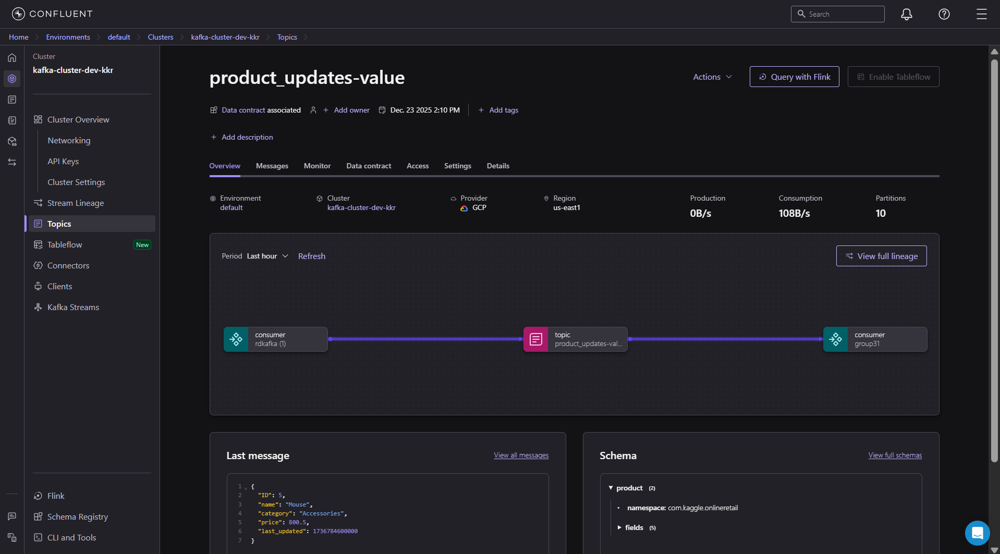 CONFLUENT
Search
Home Environments default Clusters kafka-cluster-dev-kkr Topics
Cluster
kafka-cluster-dev-kkr
Cluster Overview
Networking
API Keys
Cluster Settings
Stream Lineage
Topics
Tableflow New
Connectors
Clients
Kafka Streams
Flink
Schema Registry
CLI and Tools
product_updates-value
Actions
Query with Flink
Enable Tableflow
Data contract associated + Add owner Dec. 23 2025 2:10 PM + Add tags
+ Add description
Overview Messages Monitor Data contract Access Settings Details
Environment
default
Cluster
kafka-cluster-dev-kkr
Provider
GCP
Region
us-east1
Production
0B/s
Consumption
108B/s
Partitions
10
Period Last hour Refresh
View full lineage
consumer
rdkafka (1)
topic
product_updates-val...
consumer
group31
Last message
View all messages
1 {
2 "ID": 5,
3 "name": "Mouse",
4 "category": "Accessories",
5 "price": 800.5,
6 "last_updated": 1736784600000
7 }
Schema
View full schemas
product (2)
namespace: com.kaggle.onlineretail
fields (5)